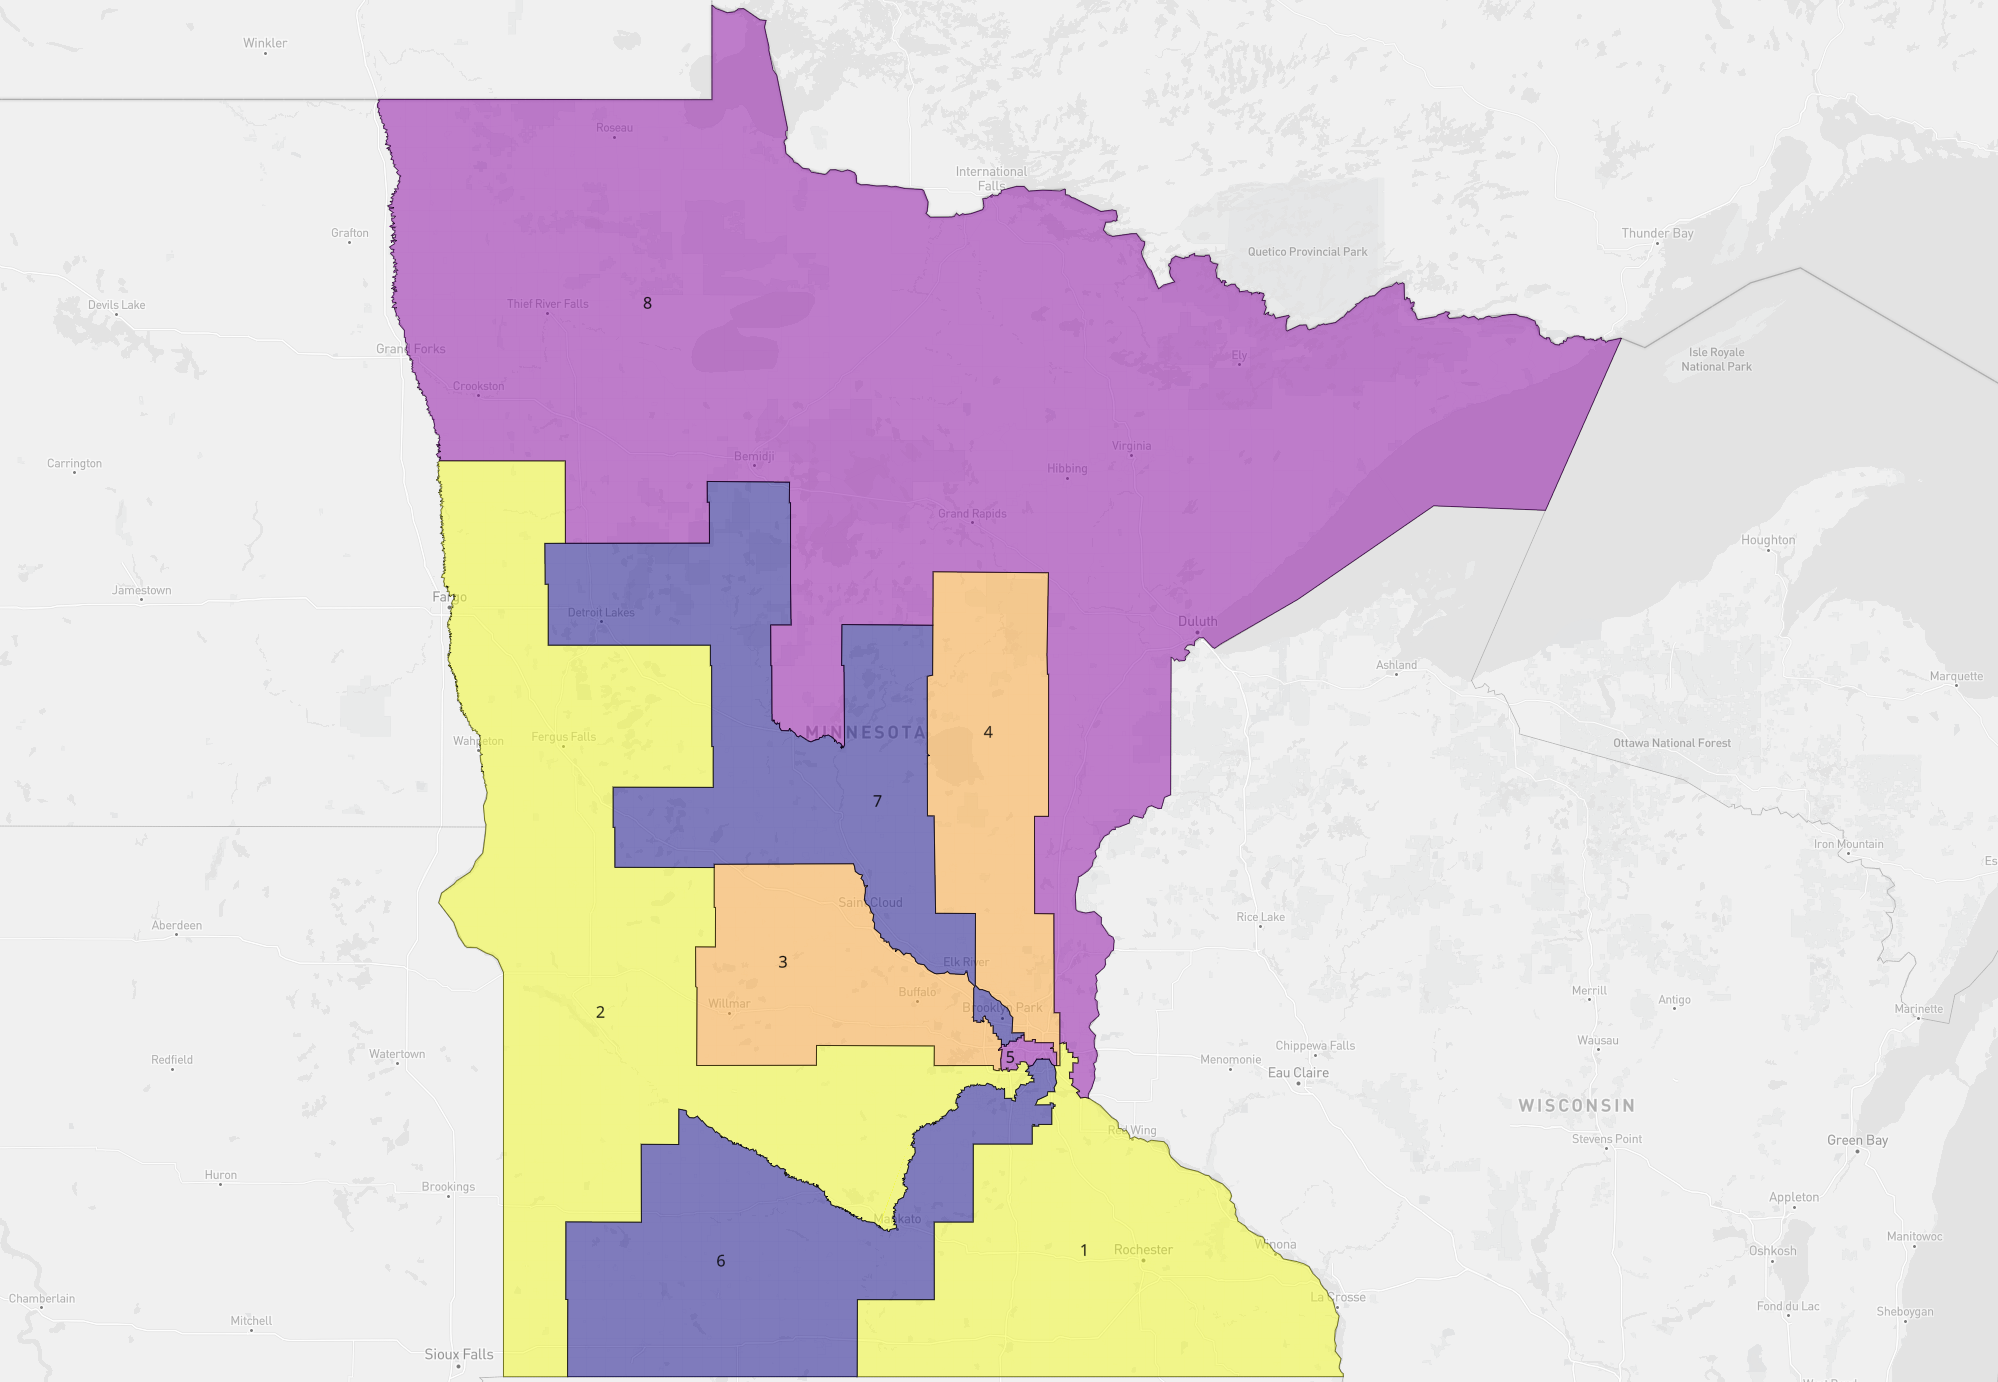 Winkler
Roseau
International
Falls
Grafton
Thunder Bay
Quetico Provincial Park
Devils Lake
Thief River Falls
8
Grand Forks
Ely
Isle Royale
National Park
Crookston
Virginia
Carrington
Bemidji
Hibbing
Grand Rapids
Houghton
Jamestown
Fargo
Detroit Lakes
Duluth
Ashland
Marquette
Wahpeton
Fergus Falls
MINNESOTA
4
Ottawa National Forest
7
Iron Mountain
Es
Saint Cloud
Rice Lake
Aberdeen
3
Elk River
Willmar
Buffalo
Merrill
Antigo
2
Brooklyn Park
Marinette
Redfield
Watertown
5
Menomonie
Chippewa Falls
Wausau
Eau Claire
WISCONSIN
Red Wing
Stevens Point
Green Bay
Huron
Brookings
Appleton
Mankato
6
1
Rochester
Winona
Oshkosh
Manitowoc
Chamberlain
Mitchell
La Crosse
Fond du Lac
Sheboygan
Sioux Falls